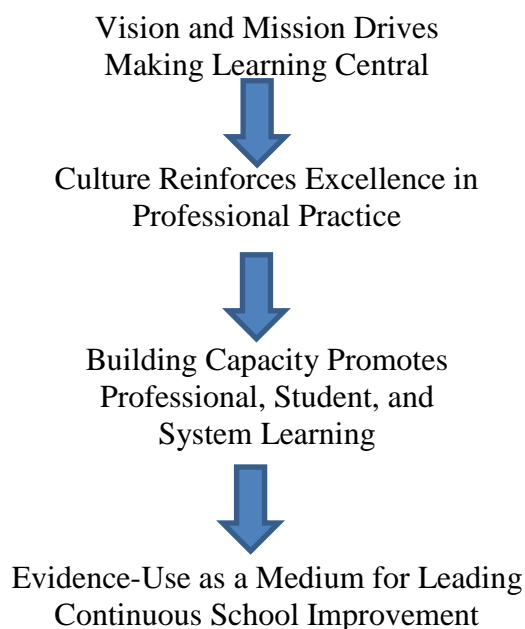 Vision and Mission Drives
Making Learning Central
Culture Reinforces Excellence in
Professional Practice
Building Capacity Promotes
Professional, Student, and
System Learning
Evidence-Use as a Medium for Leading
Continuous School Improvement